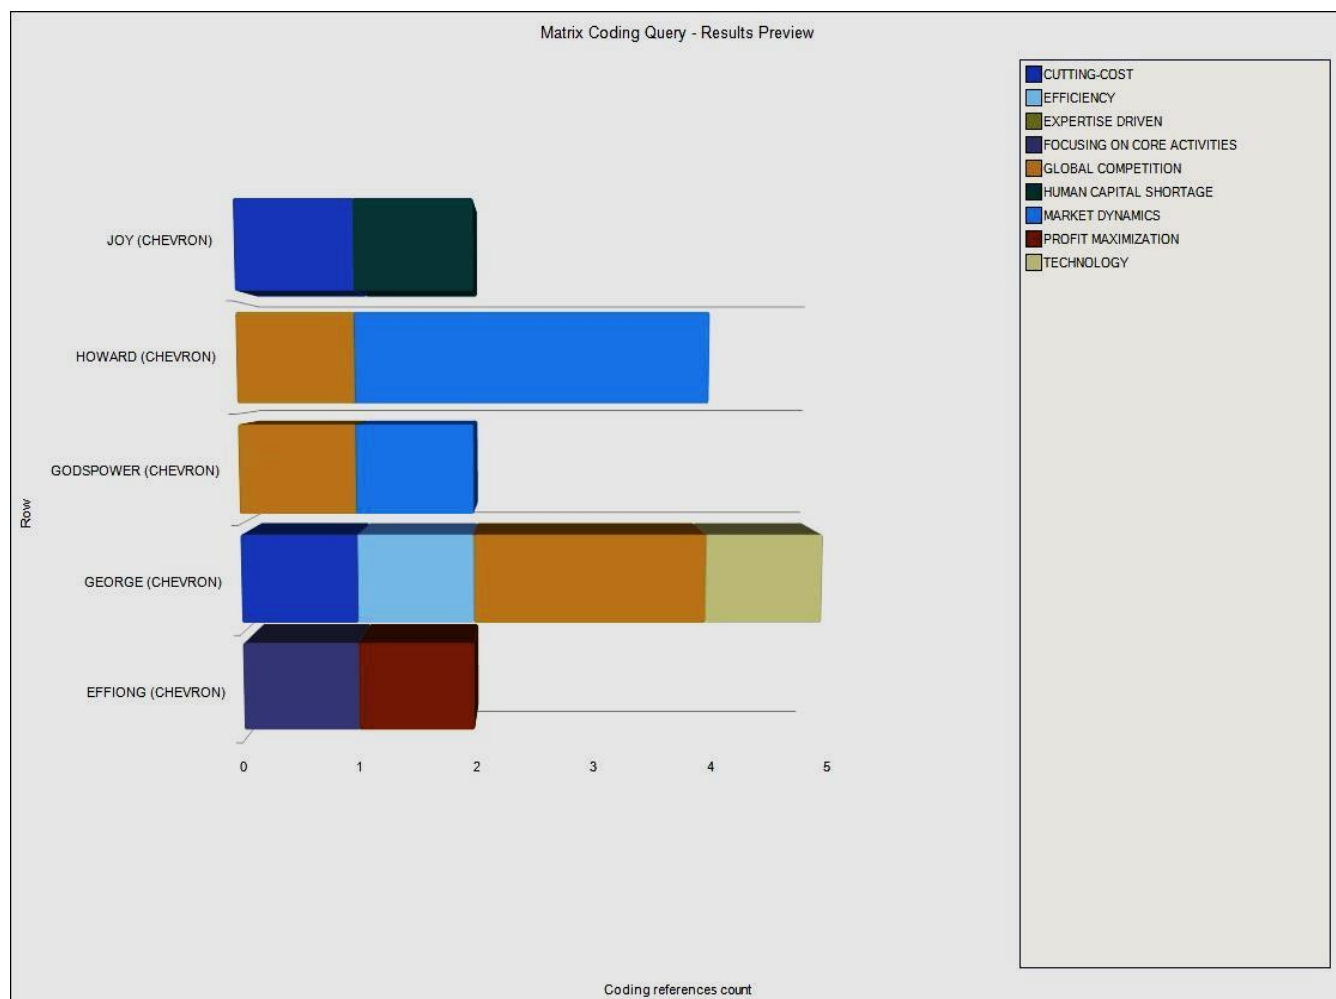 Matrix Coding Query - Results Preview
CUTTING-COST
EFFICIENCY
EXPERTISE DRIVEN
FOCUSING ON CORE ACTIVITIES
GLOBAL COMPETITION
HUMAN CAPITAL SHORTAGE
MARKET DYNAMICS
PROFIT MAXIMIZATION
TECHNOLOGY
JOY (CHEVRON)
HOWARD (CHEVRON)
GODSPOWER (CHEVRON)
Row
GEORGE (CHEVRON)
EFFIONG (CHEVRON)
0 1 2 3 4 5
Coding references count